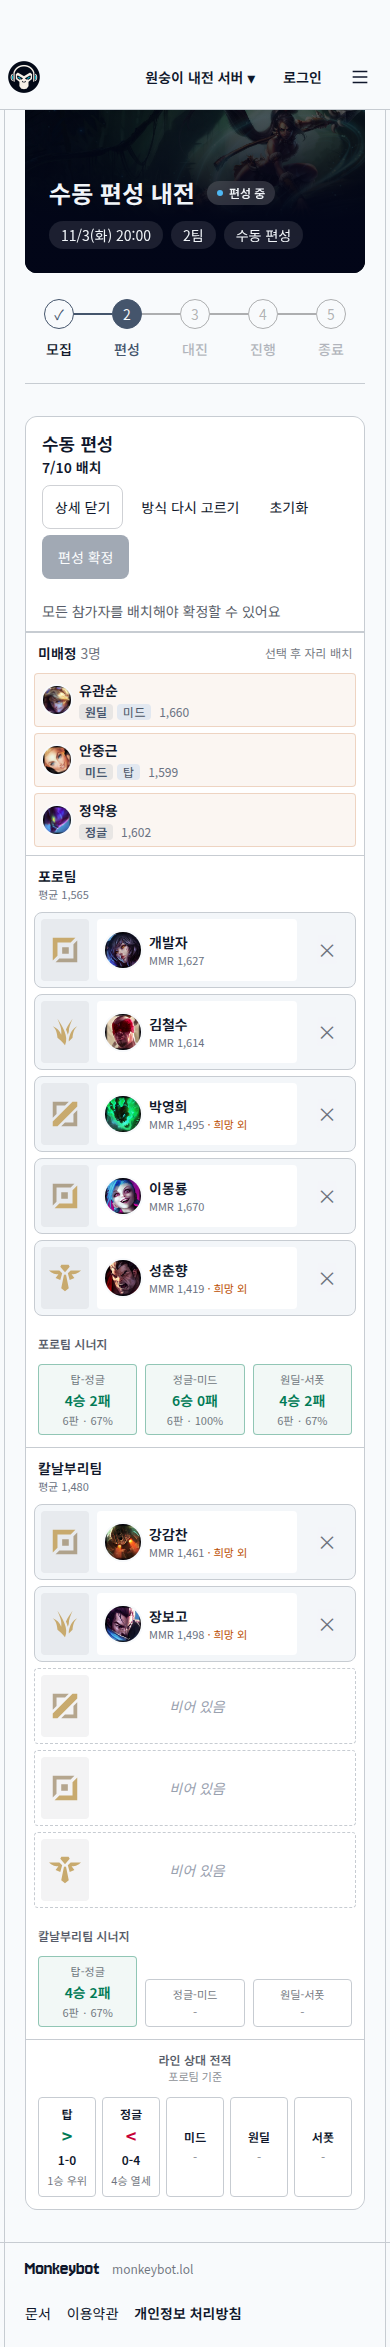 원숭이 내전 서버 ▾ 로그인
수동 편성 내전 편성 중
11/3(화) 20:00 2팀 수동 편성
✓ 2 3 4 5
모집 편성 대진 진행 종료
수동 편성
7/10 배치
상세 닫기 방식 다시 고르기 초기화
편성 확정
모든 참가자를 배치해야 확정할 수 있어요
미배정 3명 선택 후 자리 배치
유관순
원딜 미드 1,660
안중근
미드 탑 1,599
정약용
정글 1,602
포로팀
평균 1,565
개발자
MMR 1,627
김철수
MMR 1,614
박영희
MMR 1,495 · 희망 외
이몽룡
MMR 1,670
성춘향
MMR 1,419 · 희망 외
포로팀 시너지
탑-정글 정글-미드 원딜-서폿
4승 2패 6승 0패 4승 2패
6판 · 67% 6판 · 100% 6판 · 67%
칼날부리팀
평균 1,480
강감찬
MMR 1,461 · 희망 외
장보고
MMR 1,498 · 희망 외
비어 있음
비어 있음
비어 있음
칼날부리팀 시너지
탑-정글
4승 2패
6판 · 67%
정글-미드
-
원딜-서폿
-
라인 상대 전적
포로팀 기준
탑
>
1-0
1승 우위
정글
<
0-4
4승 열세
미드
-
원딜
-
서폿
-
Monkeybot monkeybot.lol
문서 이용약관 개인정보 처리방침